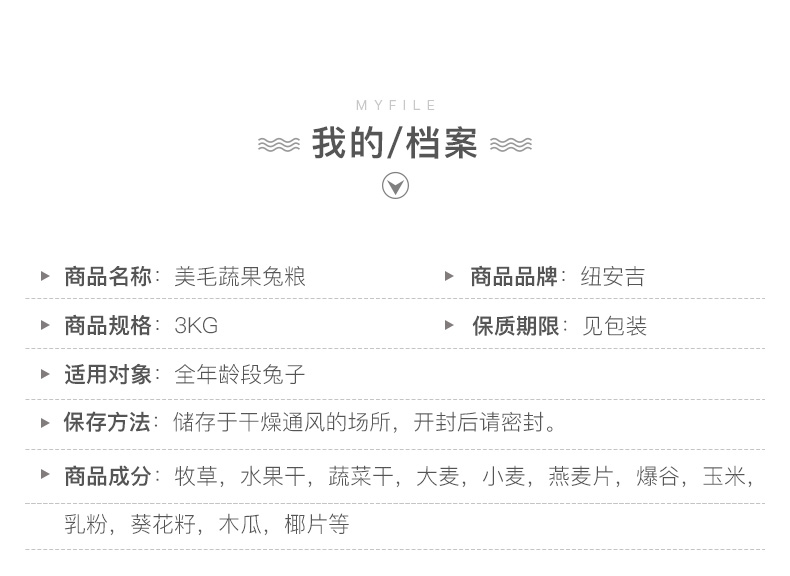 MYFILE
我的/档案
商品名称：美毛蔬果兔粮 商品品牌：纽安吉
商品规格：3KG 保质期限：见包装
适用对象：全年龄段兔子
保存方法：储存于干燥通风的场所，开封后请密封。
商品成分：牧草，水果干，蔬菜干，大麦，小麦，燕麦片，爆谷，玉米，
乳粉，葵花籽，木瓜，椰片等